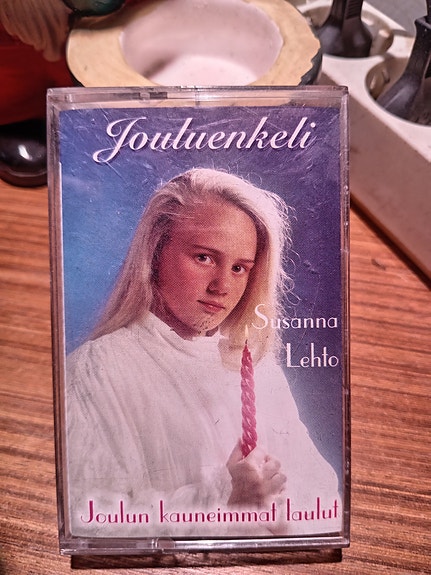 Jouluenkeli
Susanna
Lehto
Joulun kauneimmat laulut